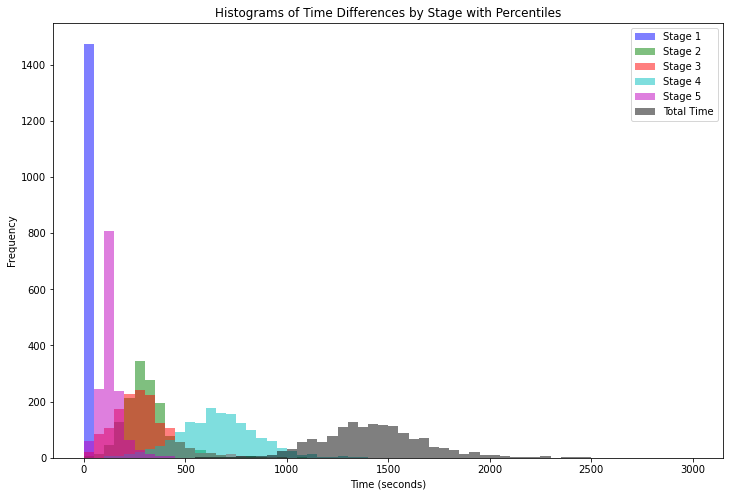 Histograms of Time Differences by Stage with Percentiles
Stage 1
Stage 2
Stage 3
Stage 4
Stage 5
Total Time
Frequency
1400
1200
1000
800
600
400
200
0
0 500 1000 1500 2000 2500 3000
Time (seconds)